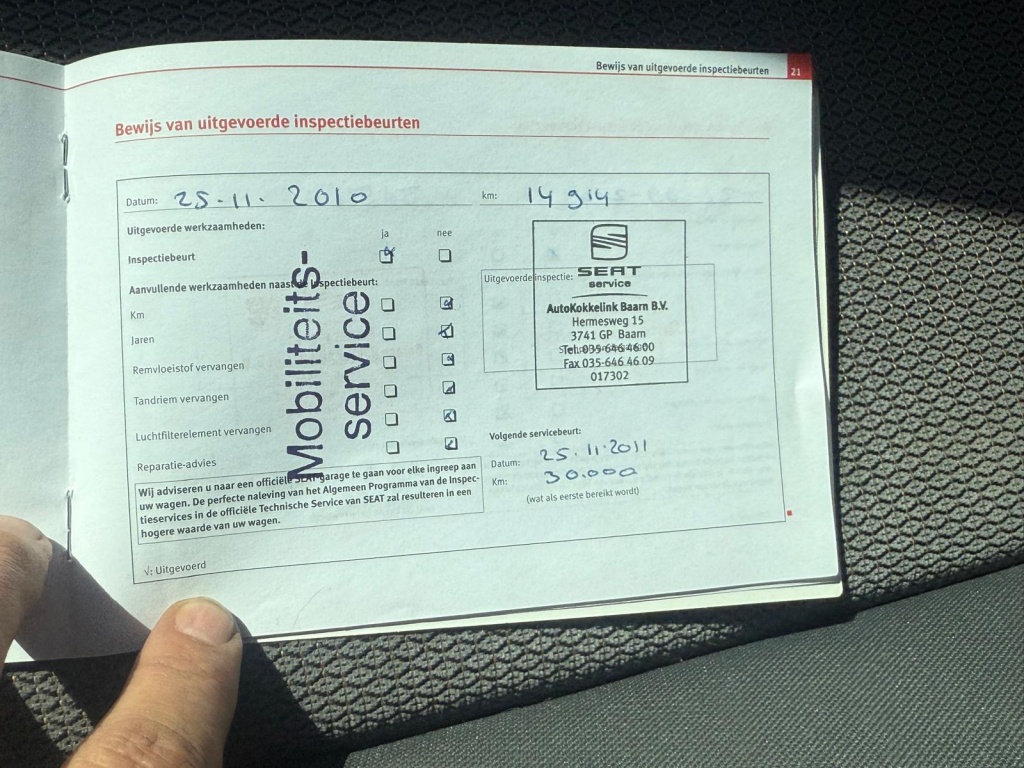 Bewijs van uitgevoerde inspectiebeurten 21
Bewijs van uitgevoerde inspectiebeurten
Datum: 25-11-2010 km: 14 914
Uitgevoerde werkzaamheden:
ja nee
Inspectiebeurt
Aanvullende werkzaamheden naast de Inspectiebeurt:
Km
Jaren
Remvloeistof vervangen
Tandriem vervangen
Luchtfilterelement vervangen
Reparatie-advies
Mobiliteits-
service
Uitgevoerde inspectie:
SEAT
service
AutoKokkelink Baarn B.V.
Hermesweg 15
3741 GP Baarn
Tel. 035-646 46 00
Fax 035-646 46 09
017302
Volgende servicebeurt:
Datum: 25.11.2011
Km: 30.000
(wat als eerste bereikt wordt)
Wij adviseren u naar een officiële SEAT garage te gaan voor elke ingreep aan
uw wagen. De perfecte naleving van het Algemeen Programma van de Inspec-
tieservices in de officiële Technische Service van SEAT zal resulteren in een
hogere waarde van uw wagen.
√: Uitgevoerd